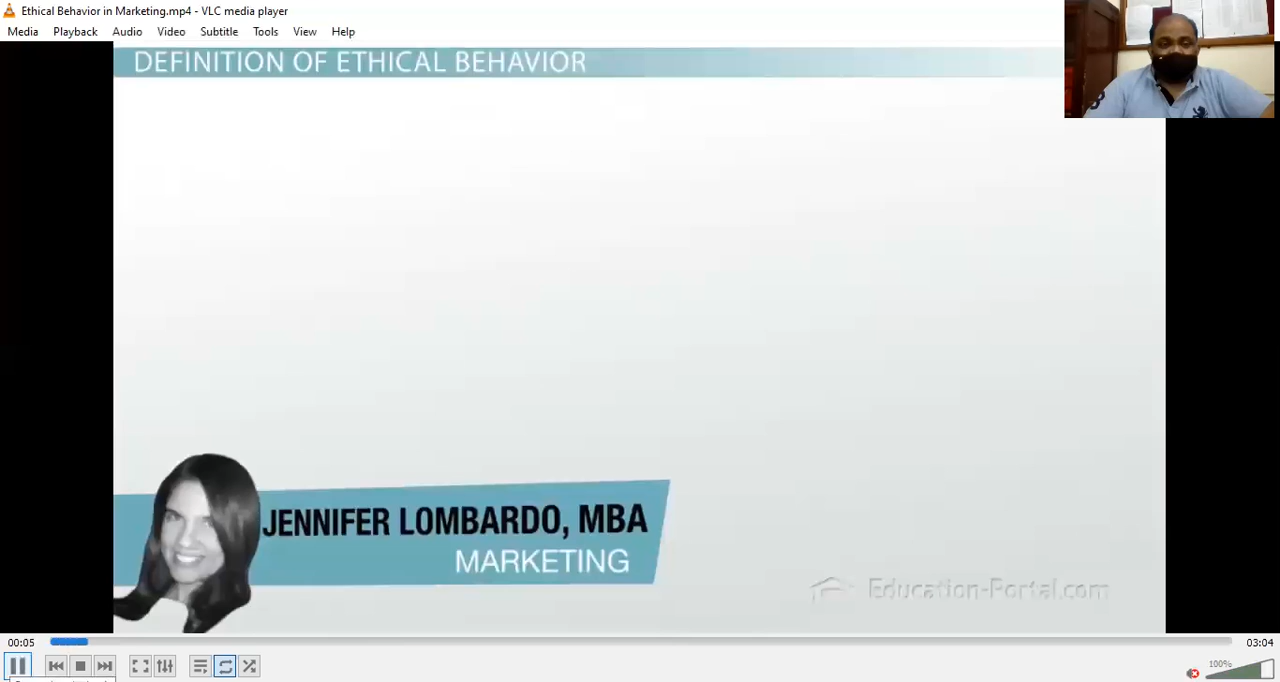 Ethical Behavior in Marketing.mp4 - VLC media player
Media Playback Audio Video Subtitle Tools View Help
DEFINITION OF ETHICAL BEHAVIOR
JENNIFER LOMBARDO, MBA
MARKETING
Education-Portal.com
00:05
03:04
100%